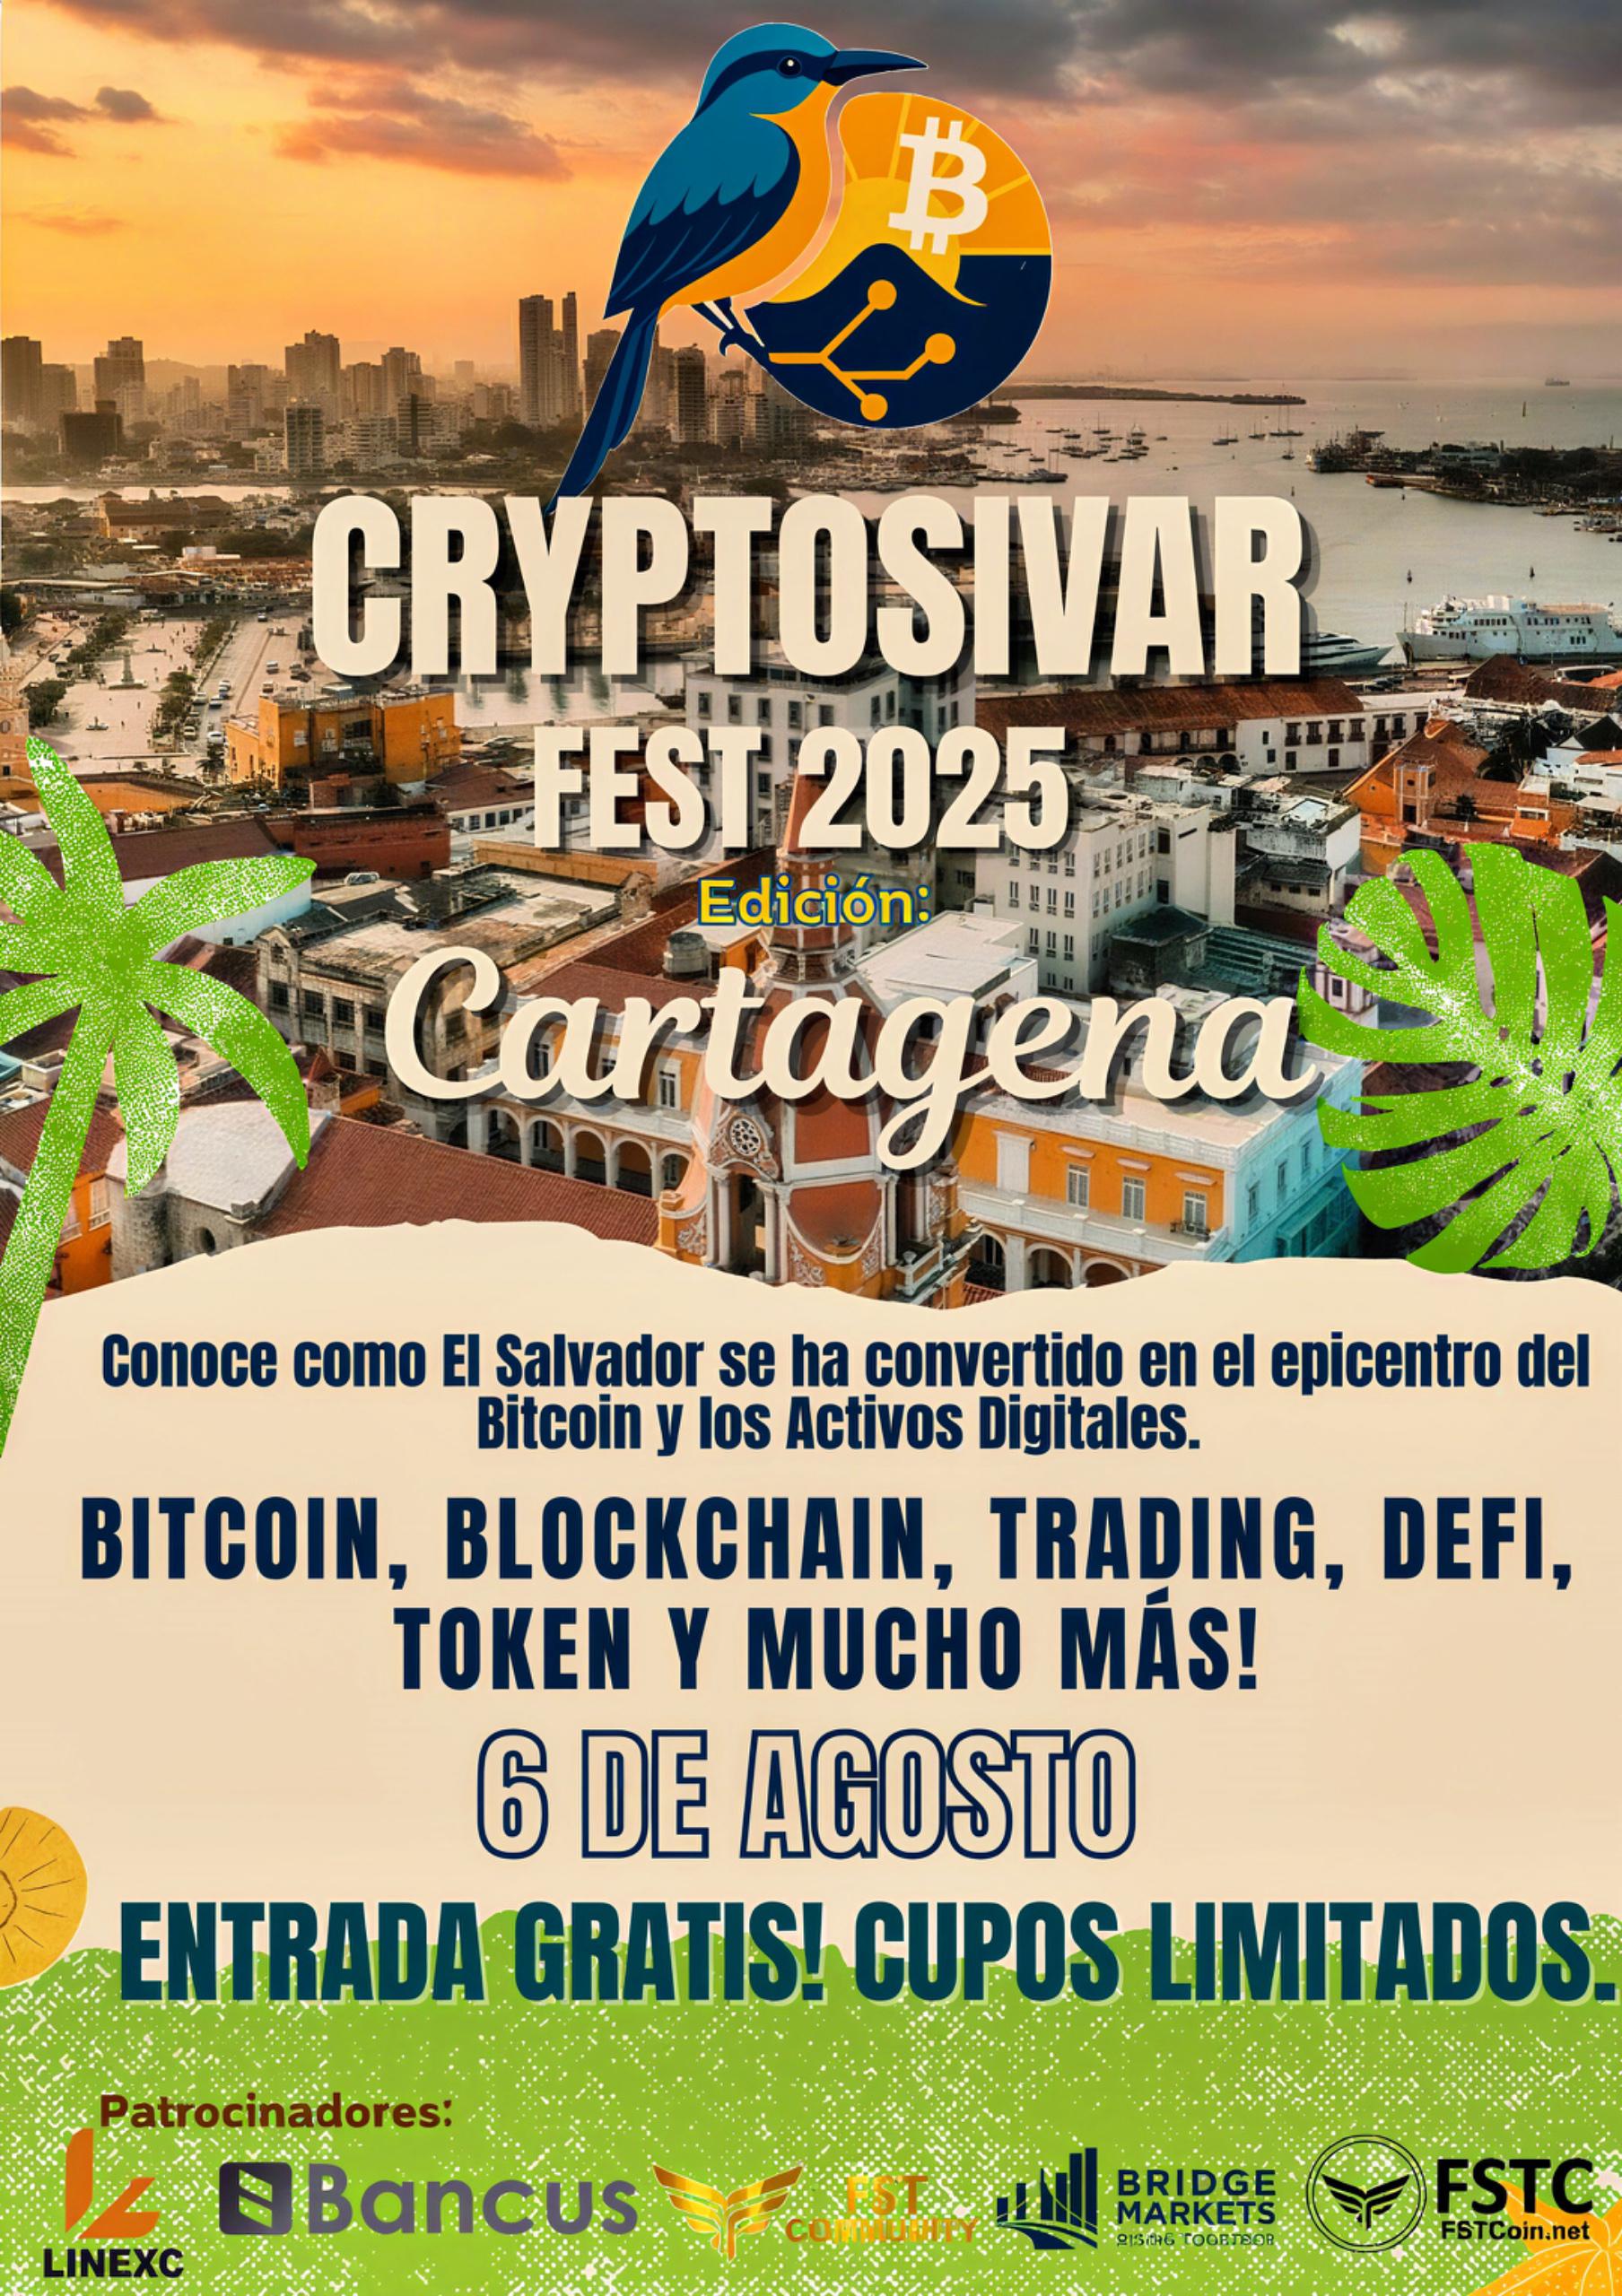 CRYPTOSIVAR
FEST 2025
Edición:
Cartagena
Conoce como El Salvador se ha convertido en el epicentro del
Bitcoin y los Activos Digitales.
BITCOIN, BLOCKCHAIN, TRADING, DEFI,
TOKEN Y MUCHO MÁS!
6 DE AGOSTO
ENTRADA GRATIS! CUPOS LIMITADOS.
Patrocinadores:
LINEXC
Bancus
FST
COMMUNITY
BRIDGE
MARKETS
FSTC
FSTCoin.net